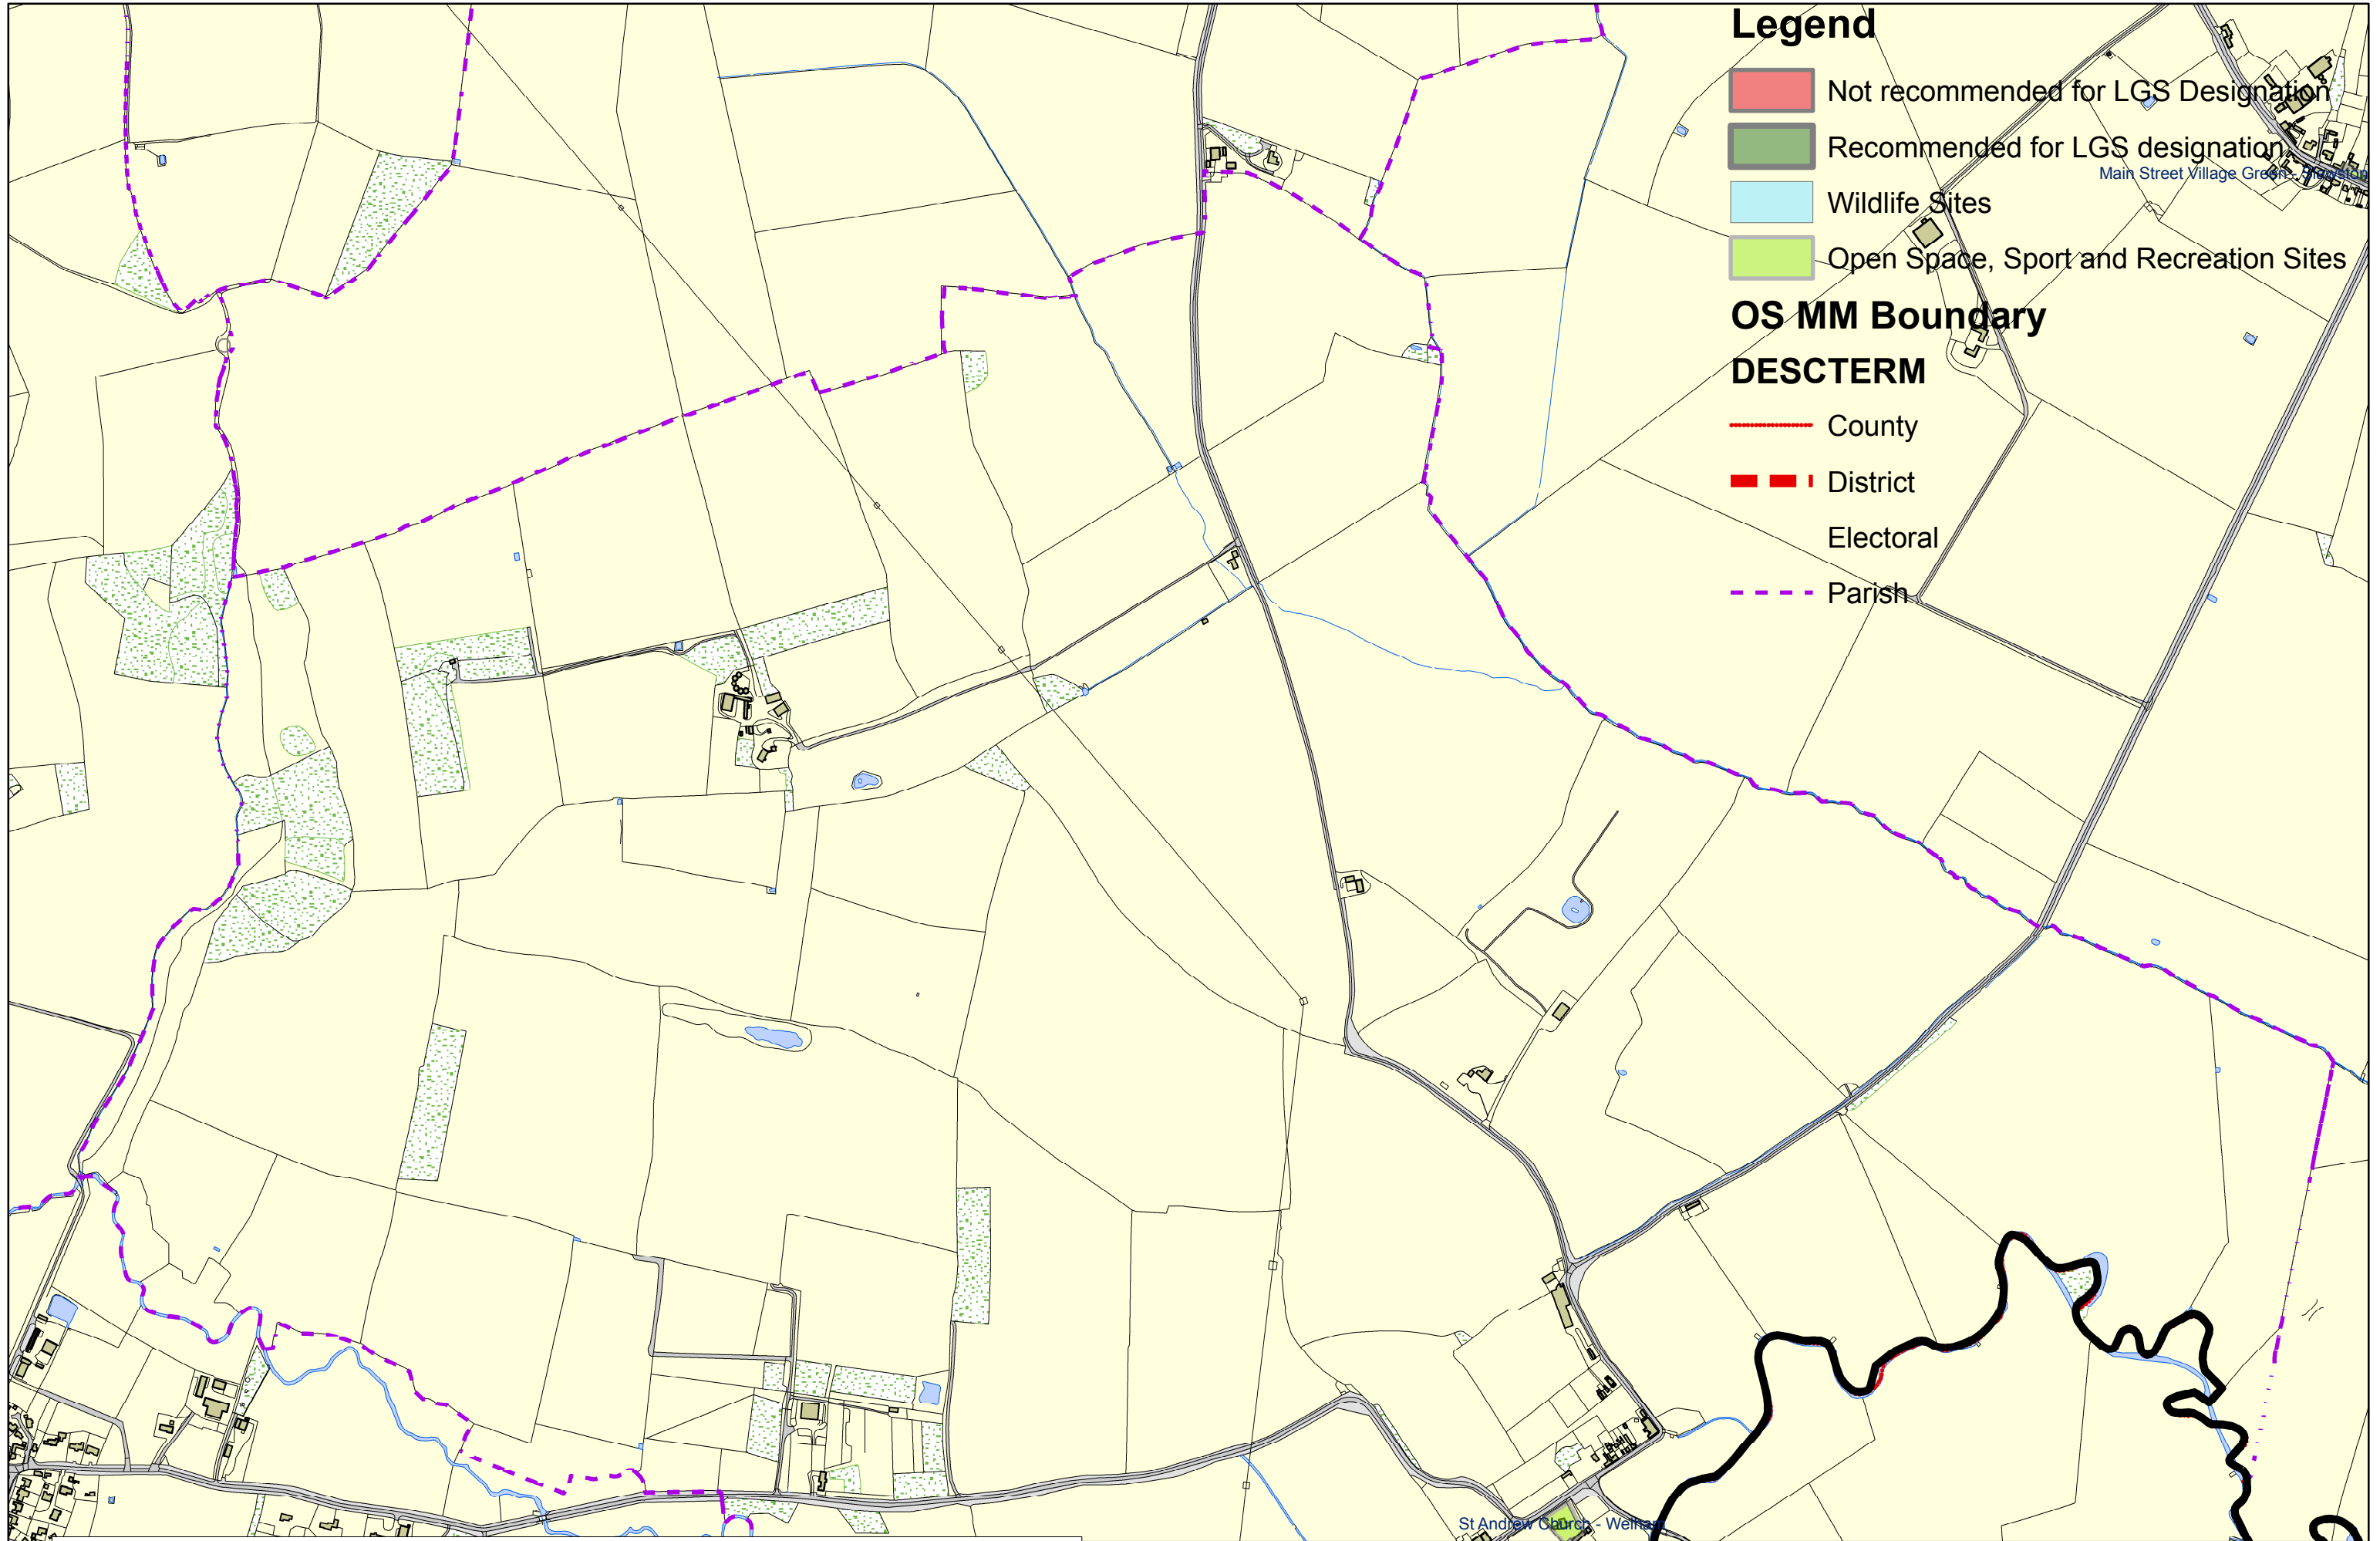 Legend
Not recommended for LGS Designation
Recommended for LGS designation
Main Street Village Green - Slawston
Wildlife Sites
Open Space, Sport and Recreation Sites
OS MM Boundary
DESCTERM
County
District
Electoral
Parish
St Andrew Church - Welham